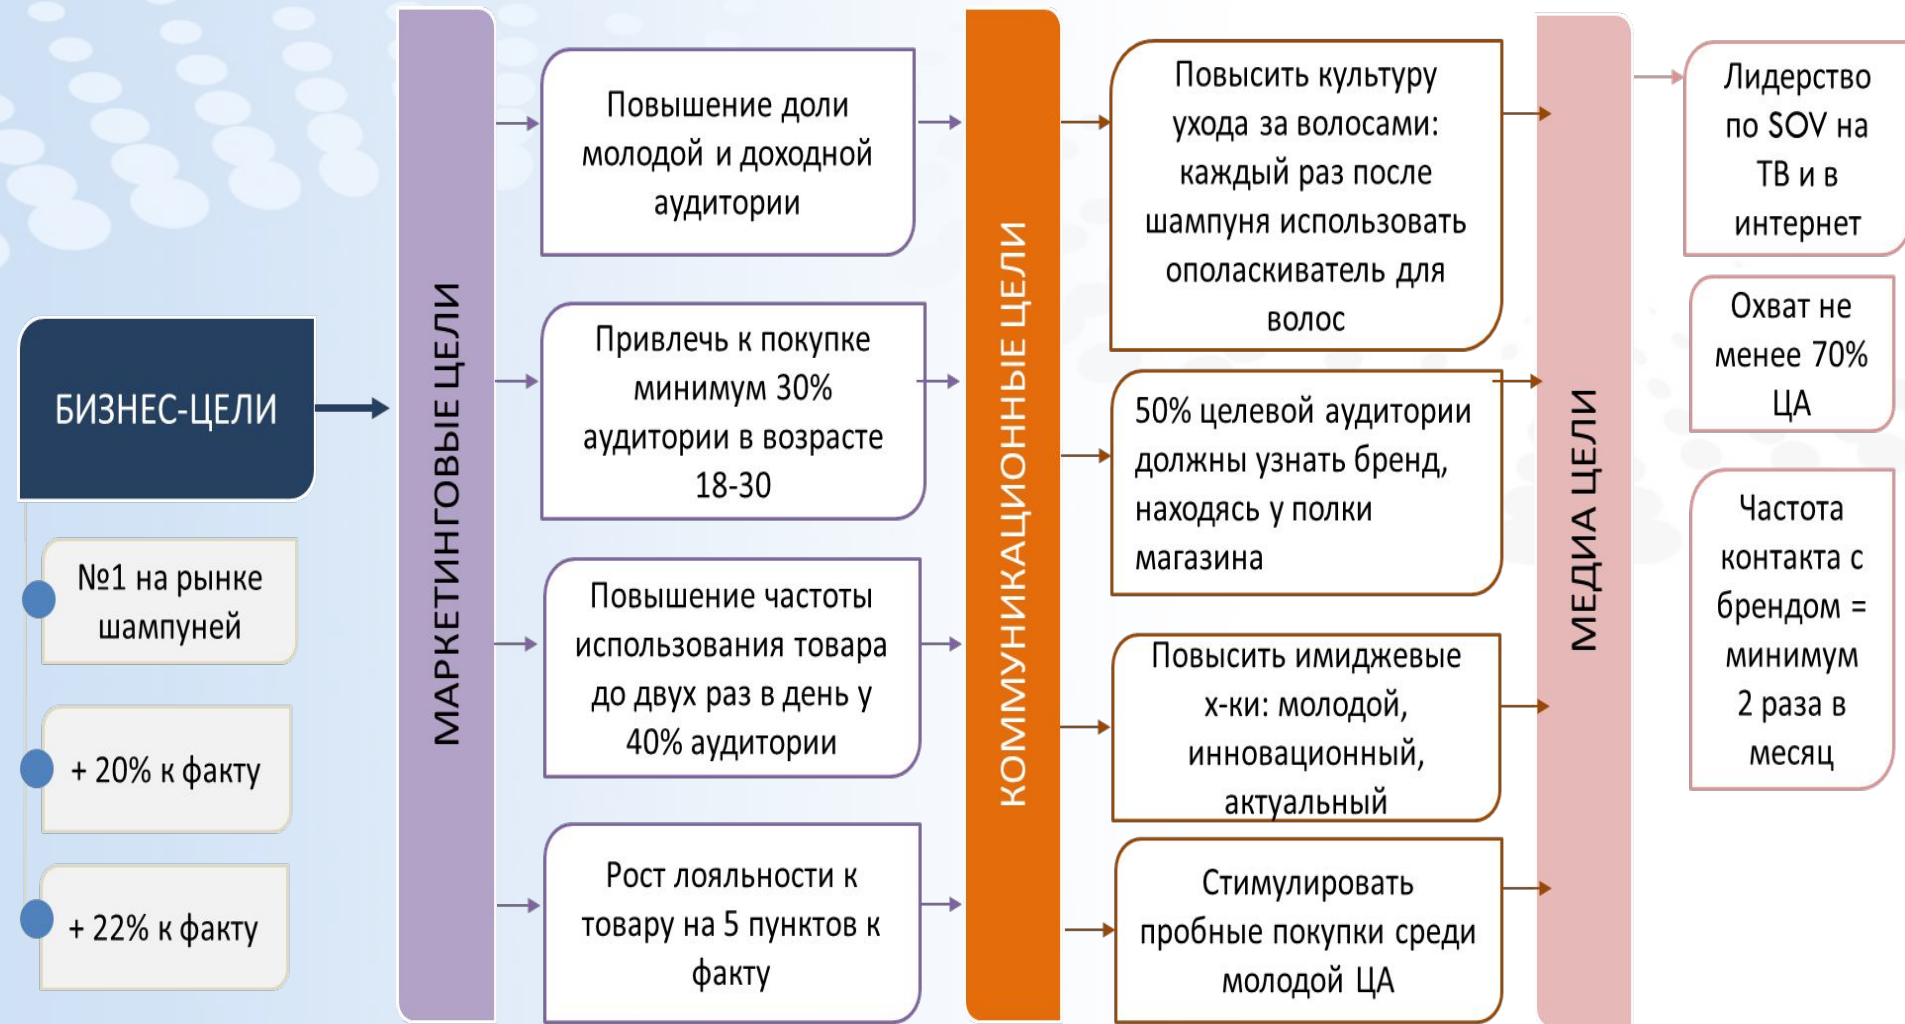 БИЗНЕС-ЦЕЛИ
№1 на рынке
шампуней
+ 20% к факту
+ 22% к факту
МАРКЕТИНГОВЫЕ ЦЕЛИ
Повышение доли
молодой и доходной
аудитории
Привлечь к покупке
минимум 30%
аудитории в возрасте
18-30
Повышение частоты
использования товара
до двух раз в день у
40% аудитории
Рост лояльности к
товару на 5 пунктов к
факту
КОММУНИКАЦИОННЫЕ ЦЕЛИ
Повысить культуру
ухода за волосами:
каждый раз после
шампуня использовать
ополаскиватель для
волос
50% целевой аудитории
должны узнать бренд,
находясь у полки
магазина
Повысить имиджевые
х-ки: молодой,
инновационный,
актуальный
Стимулировать
пробные покупки среди
молодой ЦА
МЕДИА ЦЕЛИ
Лидерство
по SOV на
ТВ и в
интернет
Охват не
менее 70%
ЦА
Частота
контакта с
брендом =
минимум
2 раза в
месяц